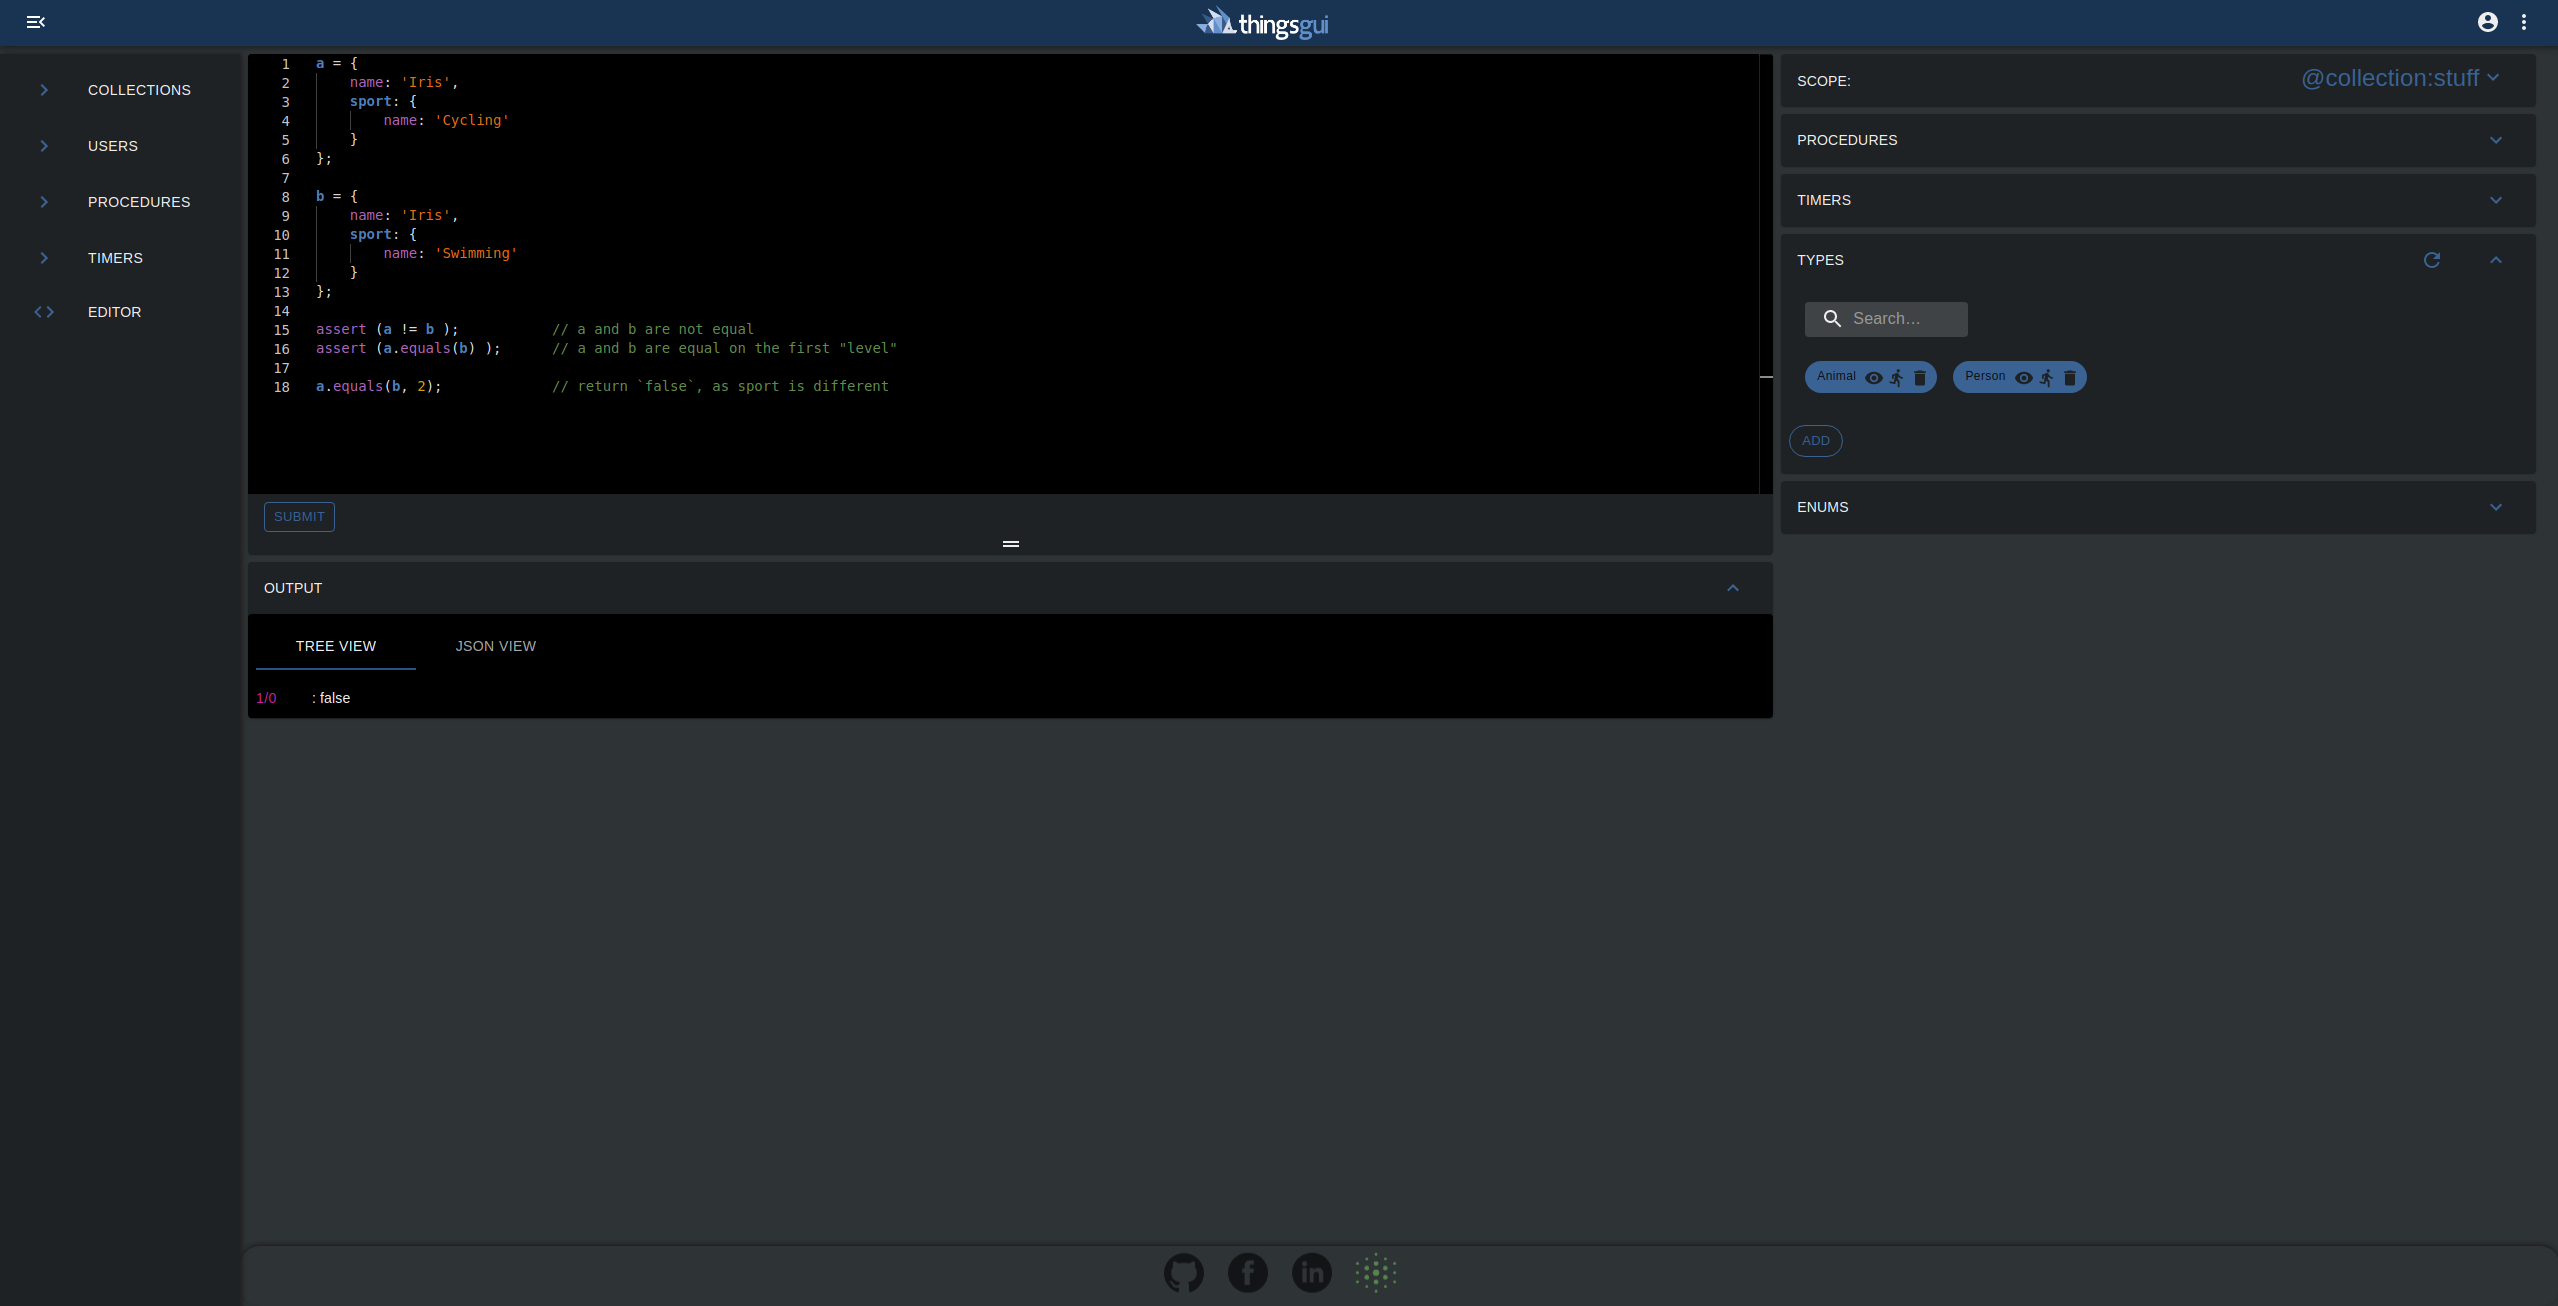 thingsgui
COLLECTIONS
USERS
PROCEDURES
TIMERS
EDITOR
1 a = {
2 name: 'Iris',
3 sport: {
4 name: 'Cycling'
5 }
6 };
7
8 b = {
9 name: 'Iris',
10 sport: {
11 name: 'Swimming'
12 }
13 };
14
15 assert (a != b ); // a and b are not equal
16 assert (a.equals(b) ); // a and b are equal on the first "level"
17
18 a.equals(b, 2); // return `false`, as sport is different
SUBMIT
OUTPUT
TREE VIEW JSON VIEW
1/0 : false
SCOPE: @collection:stuff
PROCEDURES
TIMERS
TYPES
Search…
Animal Person
ADD
ENUMS
f in